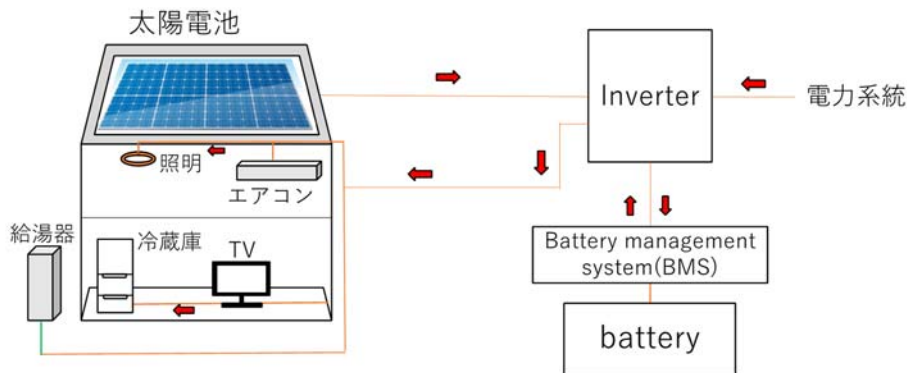 太陽電池
Inverter
電力系統
照明
エアコン
給湯器
冷蔵庫
TV
Battery management
system(BMS)
battery